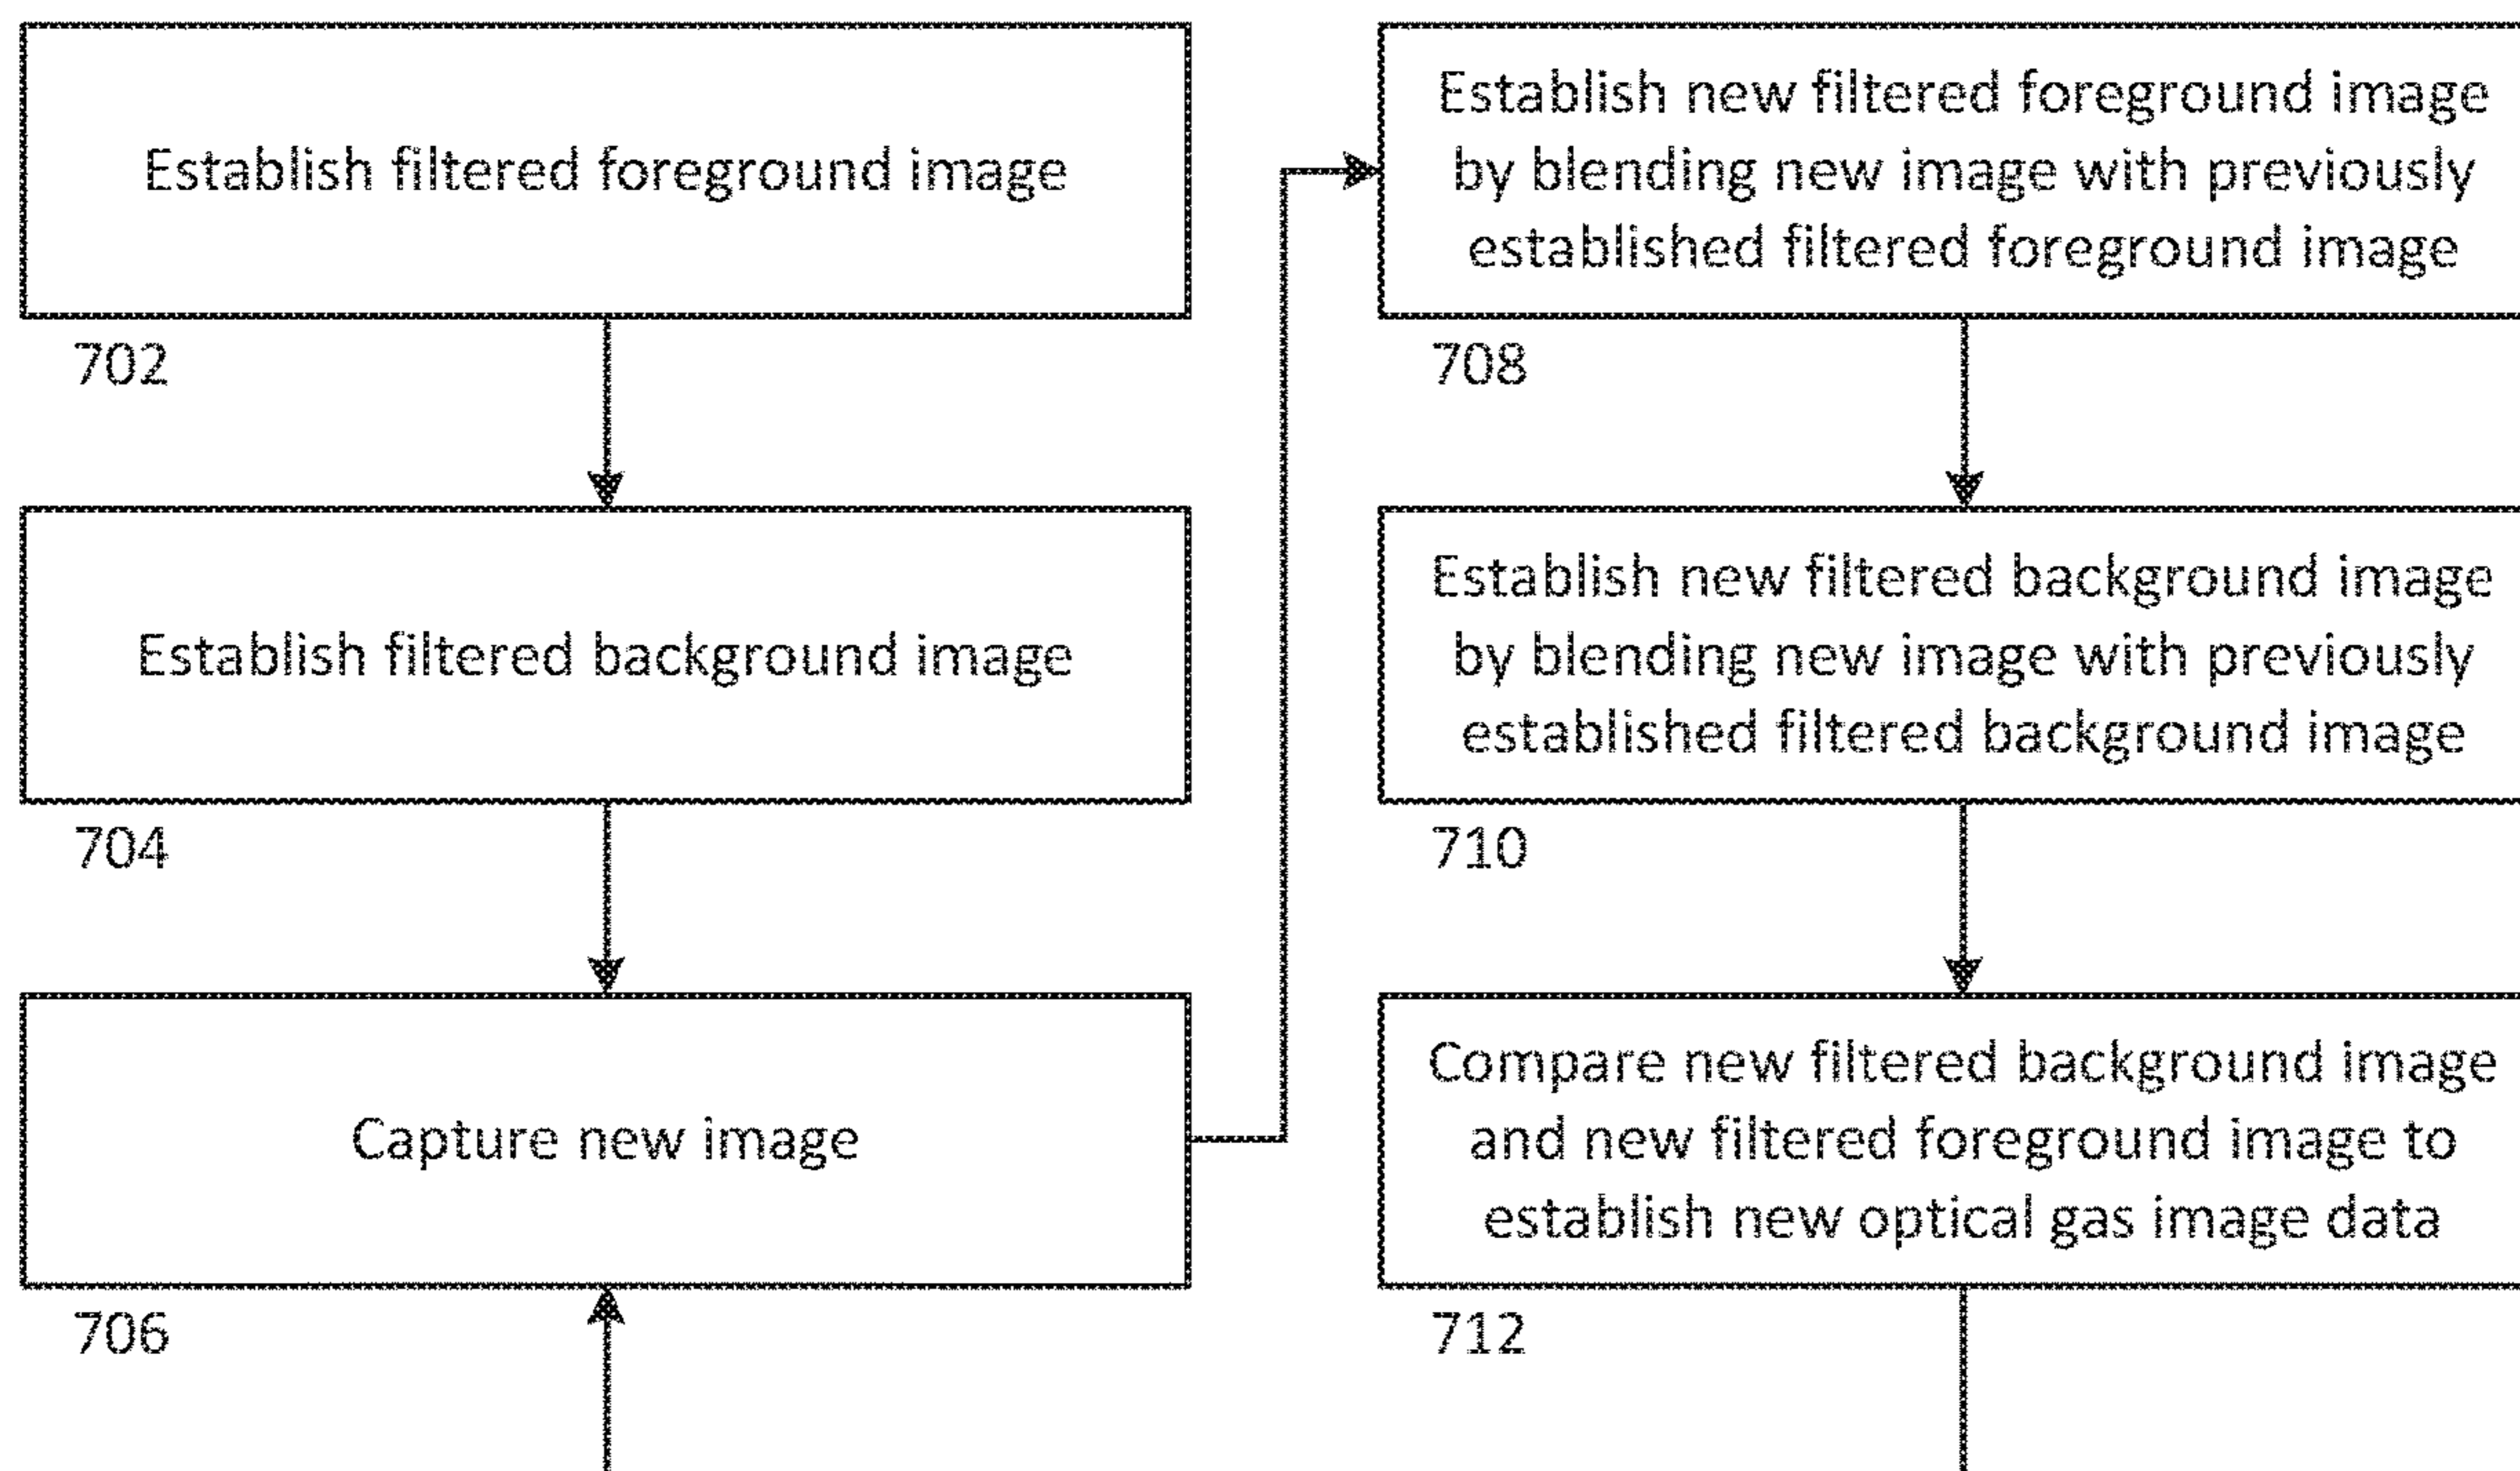 Establish filtered foreground image
702
Establish filtered background image
704
Capture new image
706
Establish new filtered foreground image
by blending new image with previously
established filtered foreground image
708
Establish new filtered background image
by blending new image with previously
established filtered background image
710
Compare new filtered background image
and new filtered foreground image to
establish new optical gas image data
712